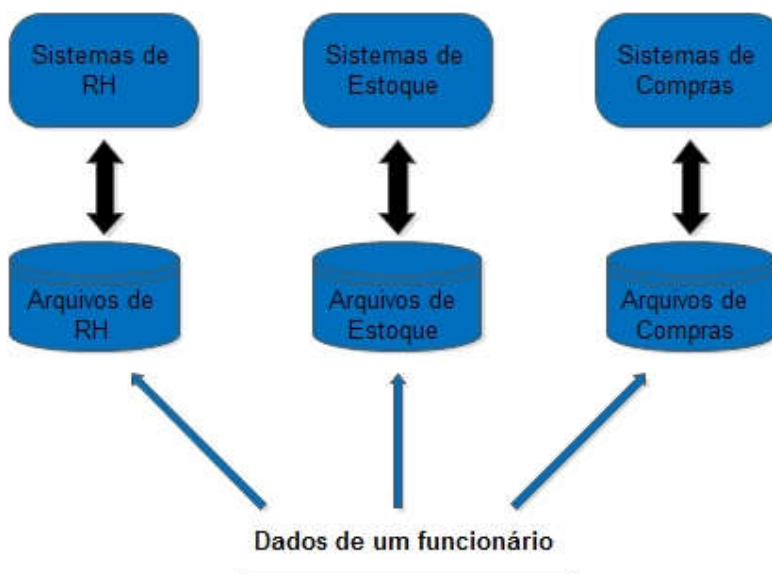 Sistemas de
RH
Sistemas de
Estoque
Sistemas de
Compras
Arquivos de
RH
Arquivos de
Estoque
Arquivos de
Compras
Dados de um funcionário